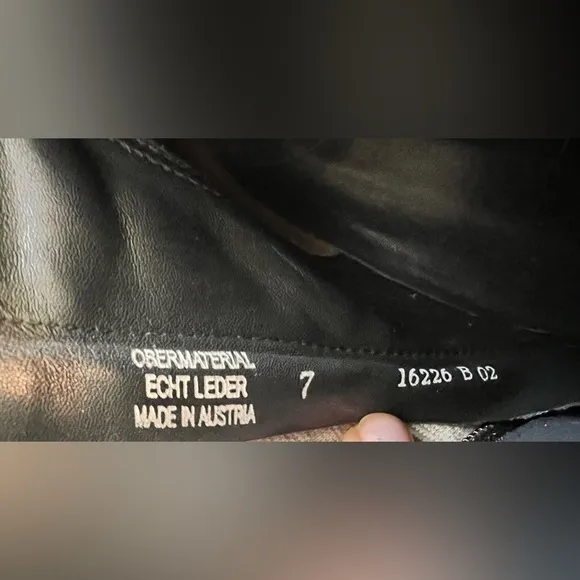 OBERMATERIAL
ECHT LEDER
MADE IN AUSTRIA
7
16226 B 02